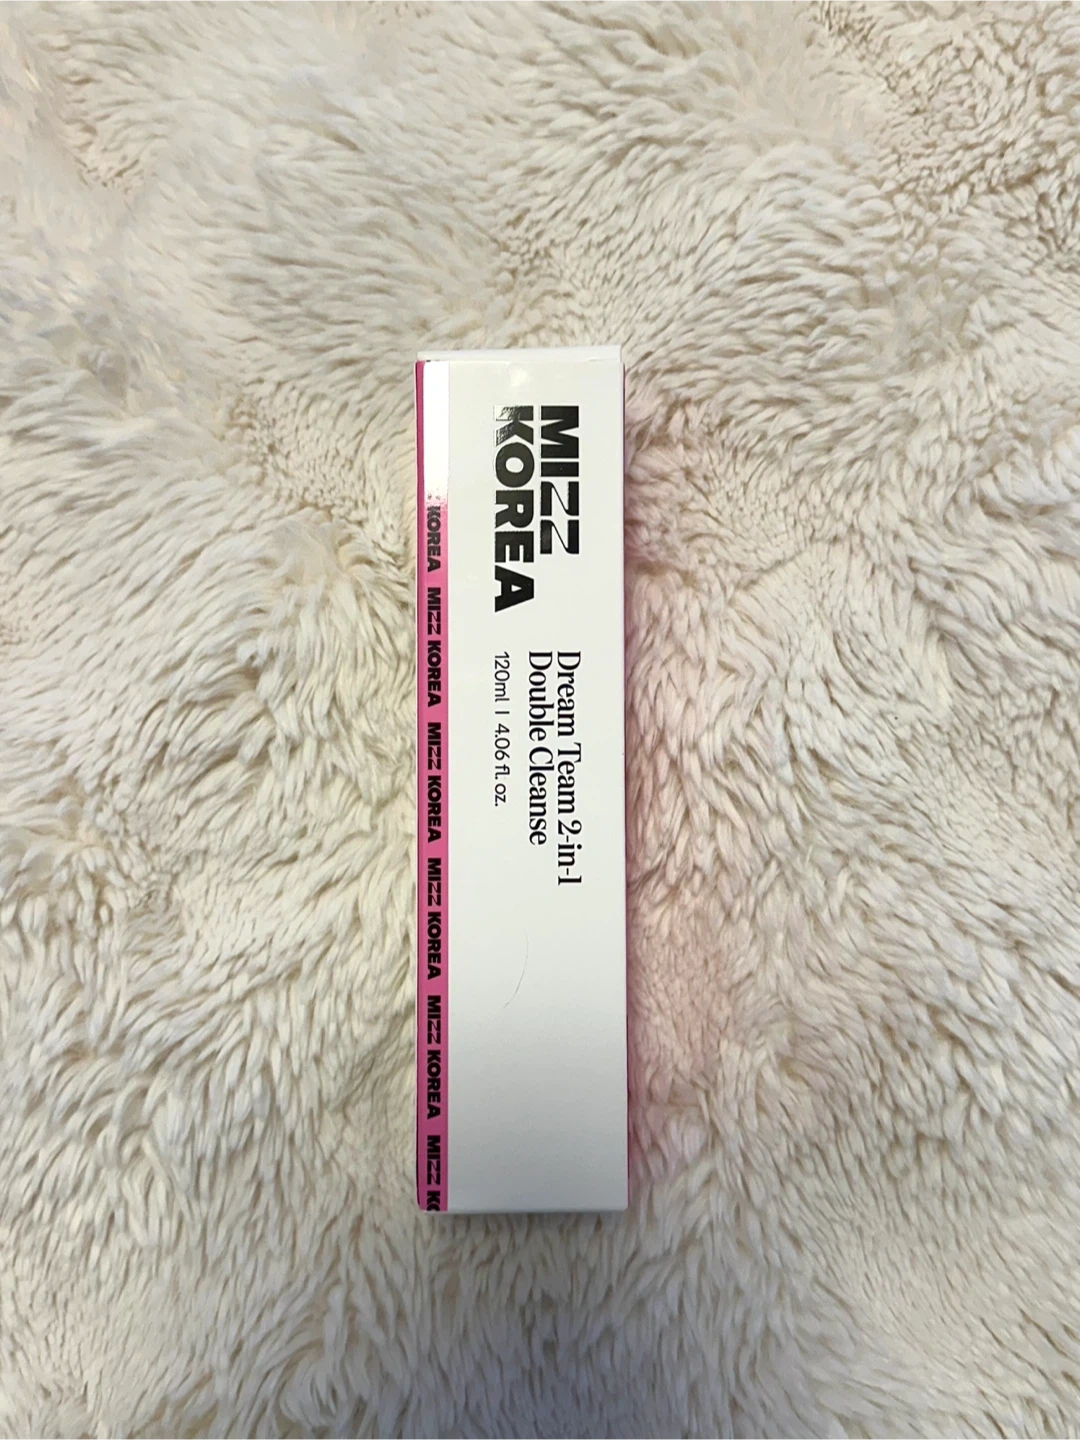 MIZZ
KOREA
Dream Team 2-in-1
Double Cleanse
120ml | 4.06 fl. oz.
KOREA MIZZ KOREA MIZZ KOREA MIZZ KOREA MIZZ KOREA MIZZ KO